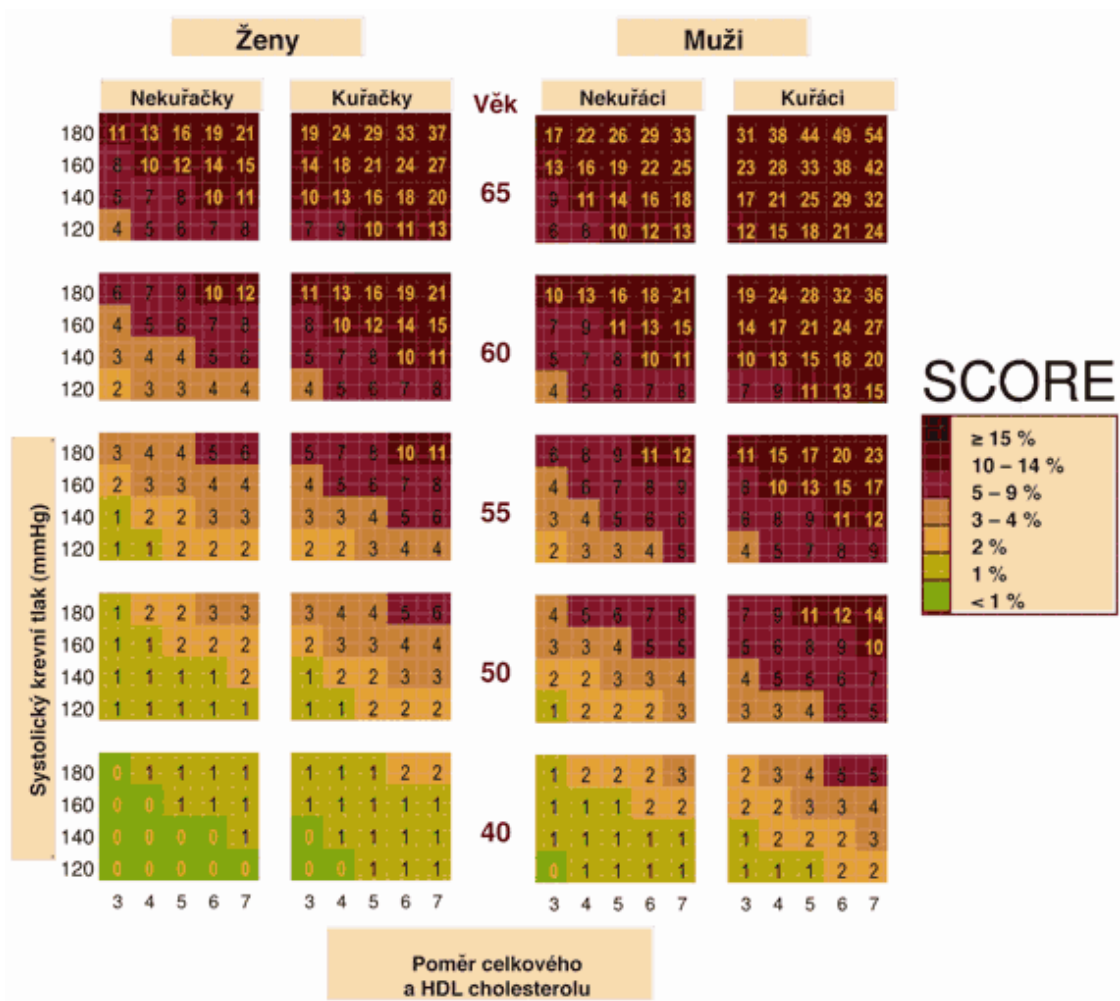 Ženy Muži
Nekuřačky Kuřačky Věk Nekuřáci Kuřáci
180 11 13 16 19 21 19 24 29 33 37 17 22 26 29 33 31 38 44 49 54
160 8 10 12 14 15 14 18 21 24 27 13 16 19 22 25 23 28 33 38 42
65
140 5 7 8 10 11 10 13 16 18 20 9 11 14 16 18 17 21 25 29 32
120 4 5 6 7 8 7 9 10 11 13 6 8 10 12 13 12 15 18 21 24
180 6 7 9 10 12 11 13 16 19 21 10 13 16 18 21 19 24 28 32 36
160 4 5 6 7 8 8 10 12 14 15 7 9 11 13 15 14 17 21 24 27
60
140 3 4 4 5 6 5 7 8 10 11 5 7 8 10 11 10 13 15 18 20
120 2 3 3 4 4 4 5 6 7 8 4 5 6 7 8 7 9 11 13 15
180 3 4 4 5 6 5 7 8 10 11 6 8 9 11 12 11 15 17 20 23
160 2 3 3 4 4 4 5 6 7 8 4 6 7 8 9 8 10 13 15 17
55
140 1 2 2 3 3 3 3 4 5 6 3 4 5 6 6 6 8 9 11 12
120 1 1 2 2 2 2 2 3 4 4 2 3 3 4 5 4 5 7 8 9
180 1 2 2 3 3 3 4 4 5 6 4 5 6 7 8 7 9 11 12 14
160 1 1 2 2 2 2 3 3 4 4 3 3 4 5 5 5 6 8 9 10
50
140 1 1 1 1 2 1 2 2 3 3 2 2 3 3 4 4 5 5 6 7
120 1 1 1 1 1 1 1 2 2 2 1 2 2 2 3 3 3 4 5 5
180 0 1 1 1 1 1 1 1 2 2 1 2 2 2 3 2 3 4 5 5
160 0 0 1 1 1 1 1 1 1 1 1 1 1 2 2 2 2 3 3 4
40
140 0 0 0 0 1 0 1 1 1 1 1 1 1 1 1 1 2 2 2 3
120 0 0 0 0 0 0 0 1 1 1 0 1 1 1 1 1 1 1 2 2
3 4 5 6 7 3 4 5 6 7 3 4 5 6 7 3 4 5 6 7
Systolický krevní tlak (mmHg)
Poměr celkového
a HDL cholesterolu
SCORE
≥ 15 %
10 – 14 %
5 – 9 %
3 – 4 %
2 %
1 %
< 1 %